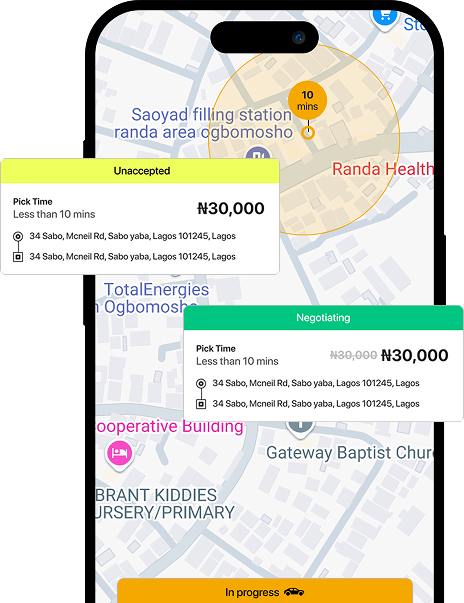 Sto
10
mins
Saoyad filling station
randa area ogbomosho
Randa Health
Unaccepted
Pick Time
Less than 10 mins
₦30,000
34 Sabo, Mcneil Rd, Sabo yaba, Lagos 101245, Lagos
34 Sabo, Mcneil Rd, Sabo yaba, Lagos 101245, Lagos
TotalEnergies
Ogbomosho
Negotiating
Pick Time
Less than 10 mins
₦30,000 ₦30,000
34 Sabo, Mcneil Rd, Sabo yaba, Lagos 101245, Lagos
34 Sabo, Mcneil Rd, Sabo yaba, Lagos 101245, Lagos
ooperative Building
Gateway Baptist Chur
BRANT KIDDIES
URSERY/PRIMARY
In progress